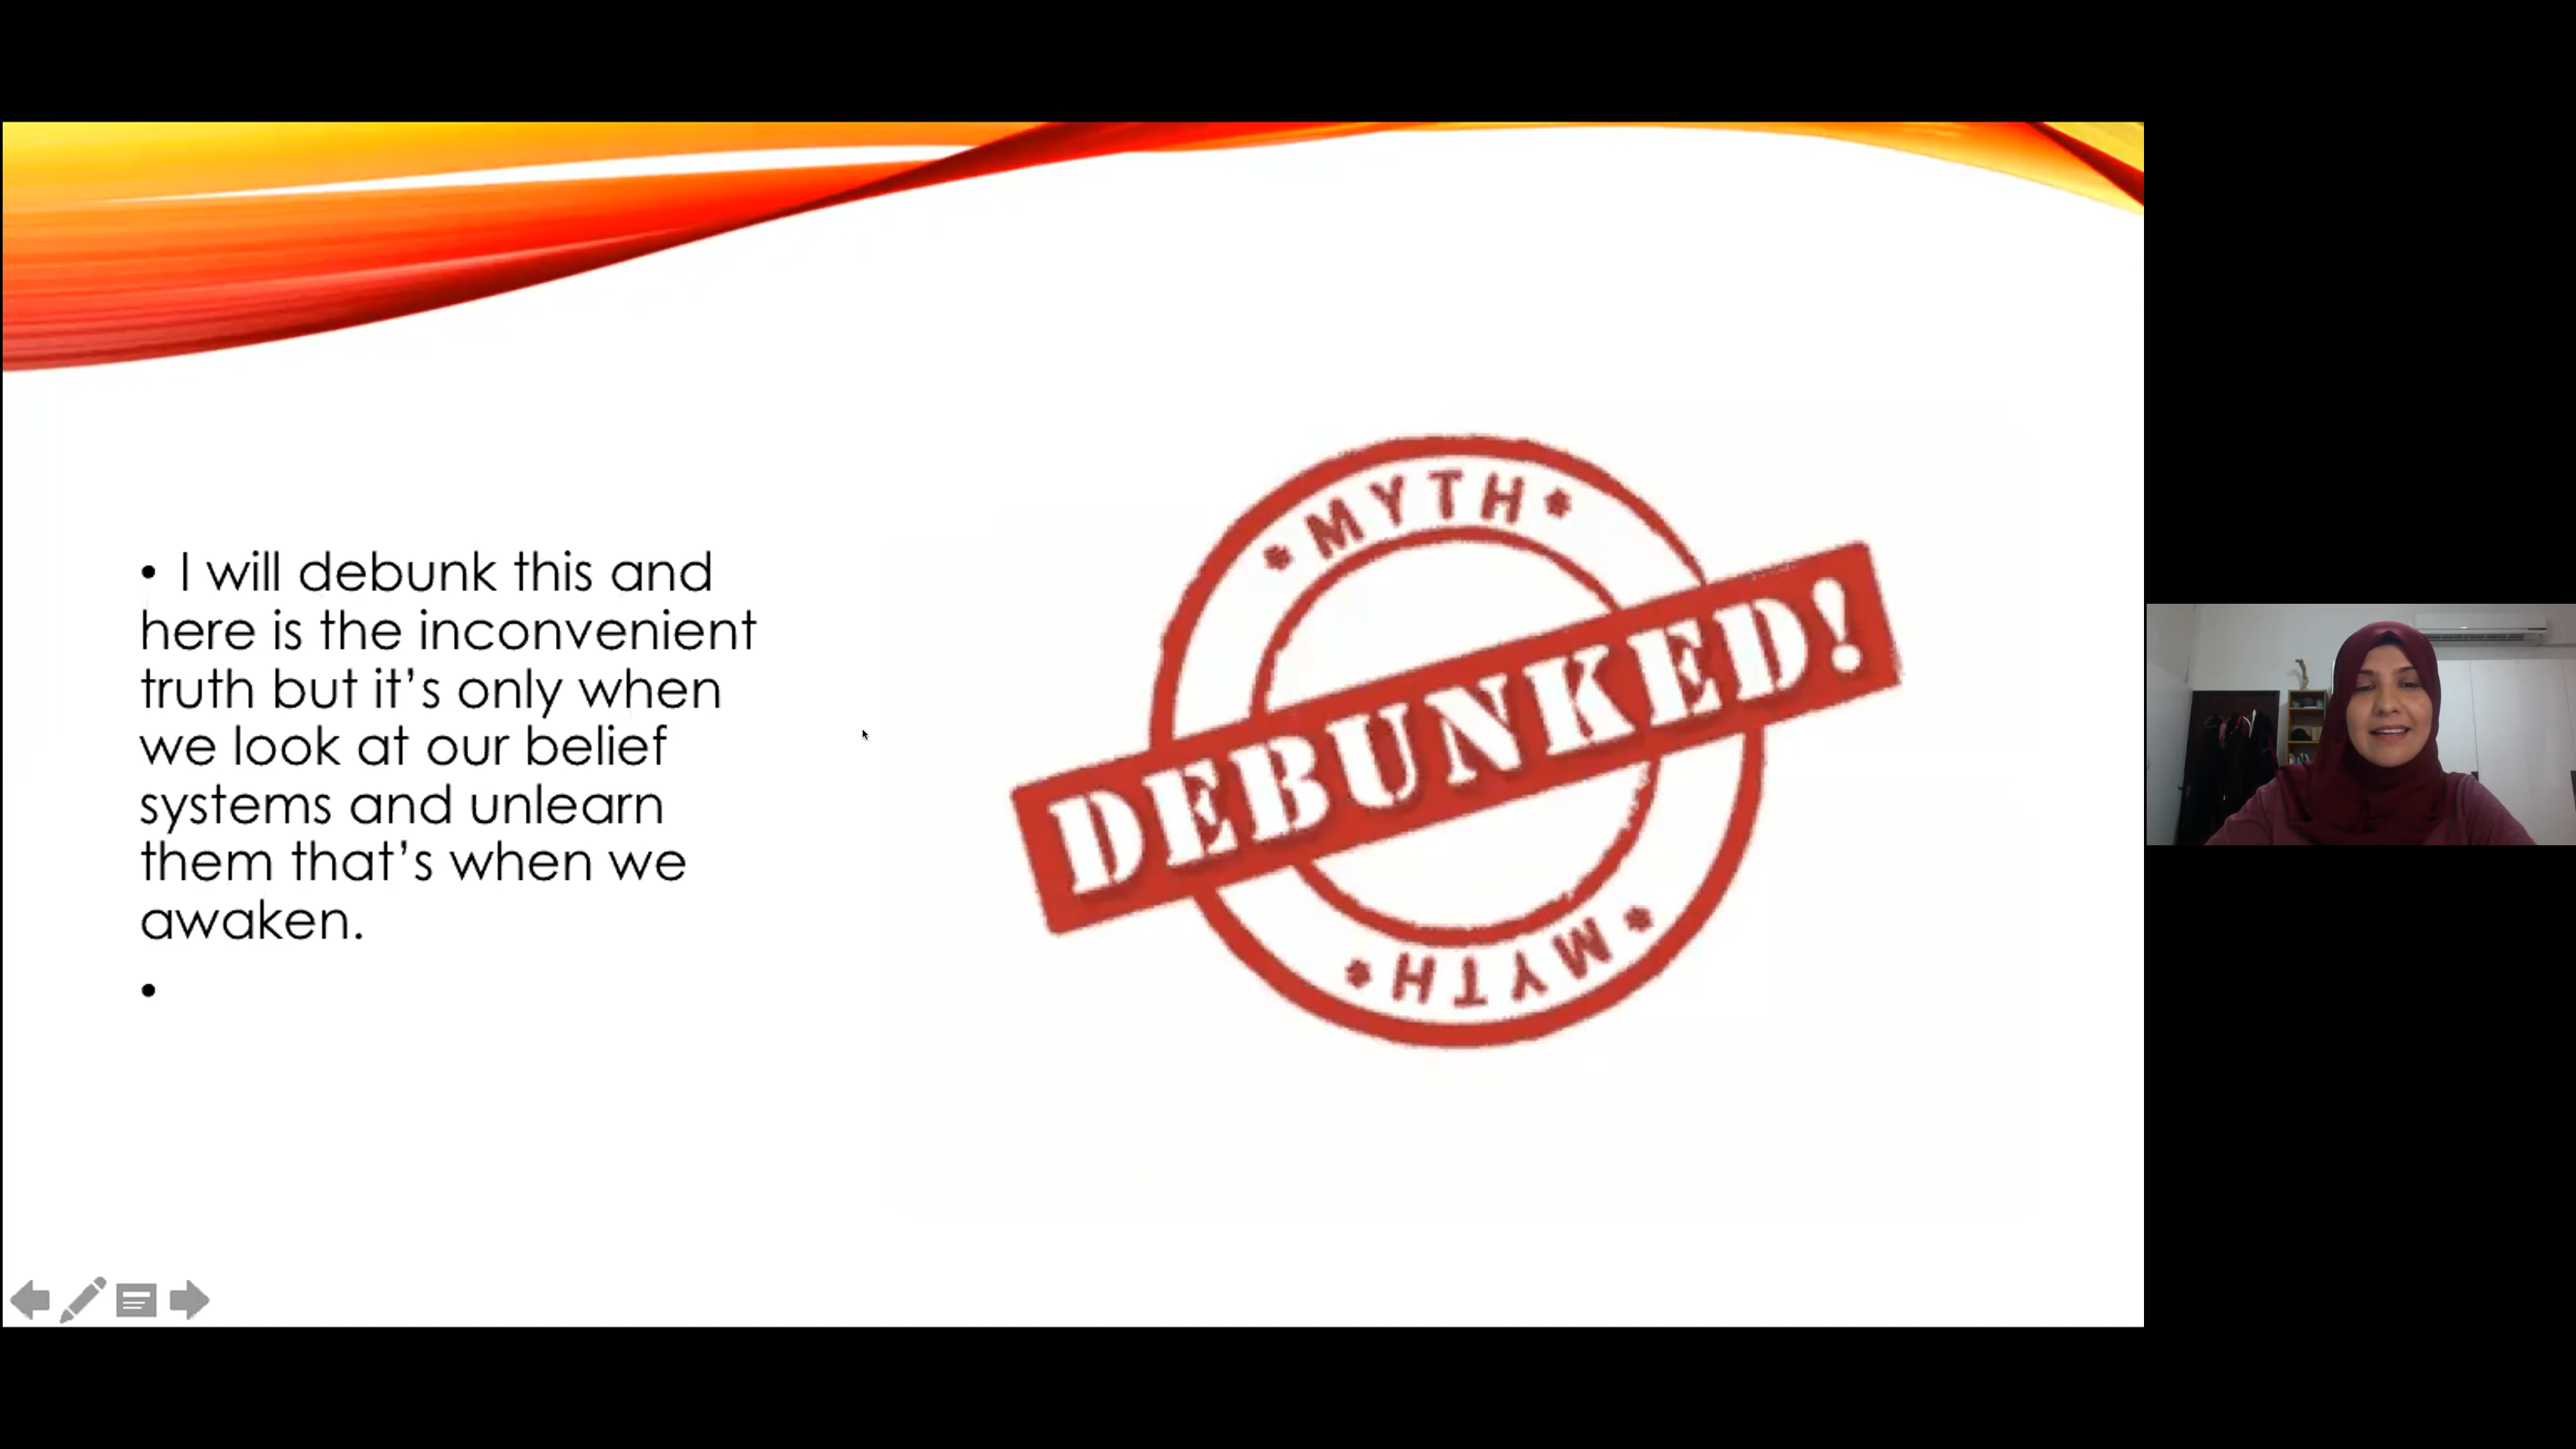 • I will debunk this and
here is the inconvenient
truth but it’s only when
we look at our belief
systems and unlearn
them that’s when we
awaken.
•
* MYTH *
DEBUNKED!
* MYTH *